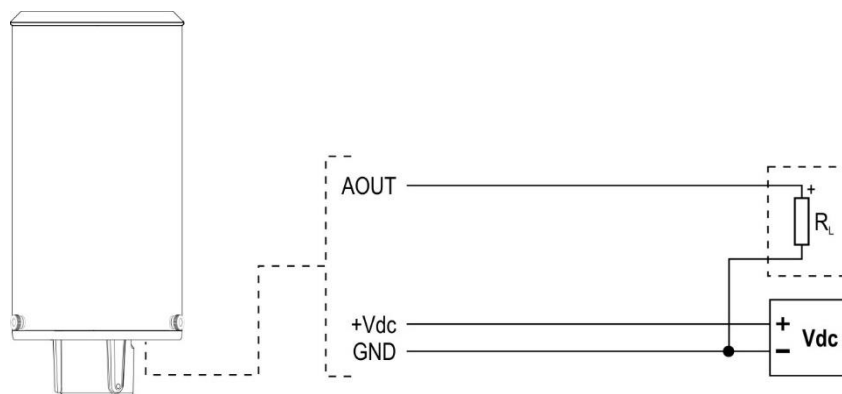 AOUT
+
RL
+Vdc
+
Vdc
GND
-